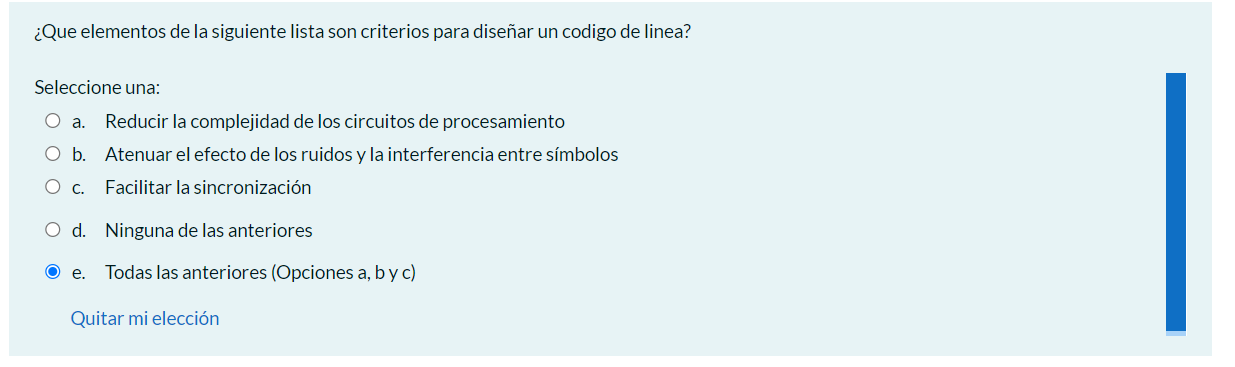 ¿Que elementos de la siguiente lista son criterios para diseñar un codigo de linea?
Seleccione una:
a. Reducir la complejidad de los circuitos de procesamiento
b. Atenuar el efecto de los ruidos y la interferencia entre símbolos
c. Facilitar la sincronización
d. Ninguna de las anteriores
e. Todas las anteriores (Opciones a, b y c)
Quitar mi elección